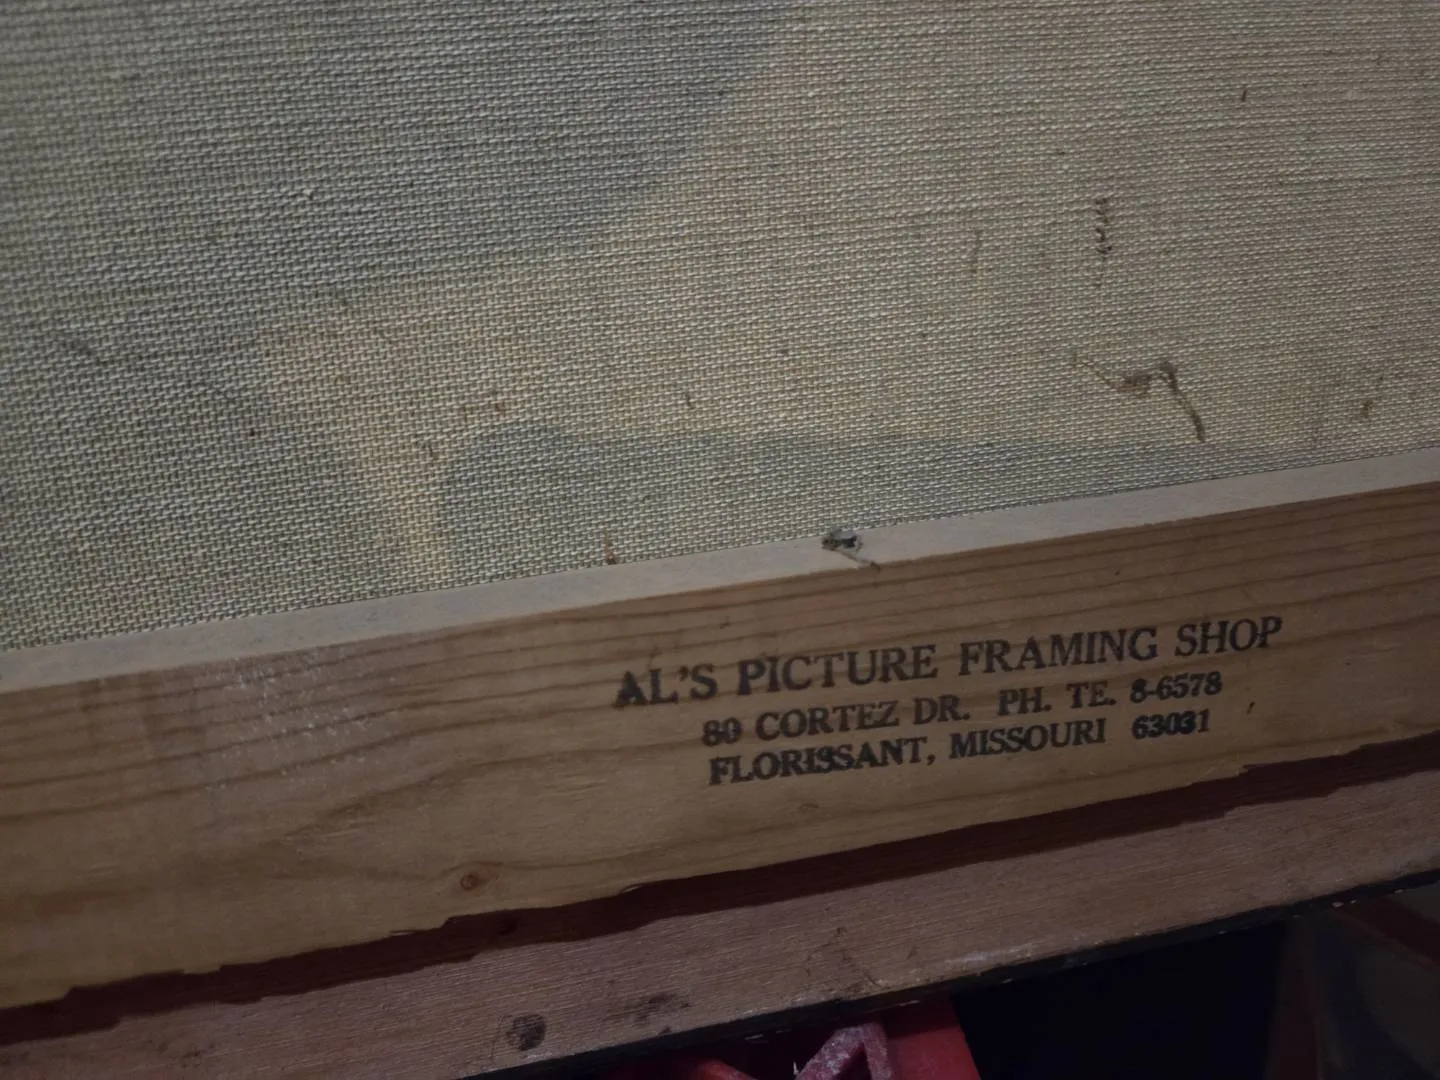 AL'S PICTURE FRAMING SHOP
80 CORTEZ DR. PH. TE. 8-6578
FLORISSANT, MISSOURI 63031